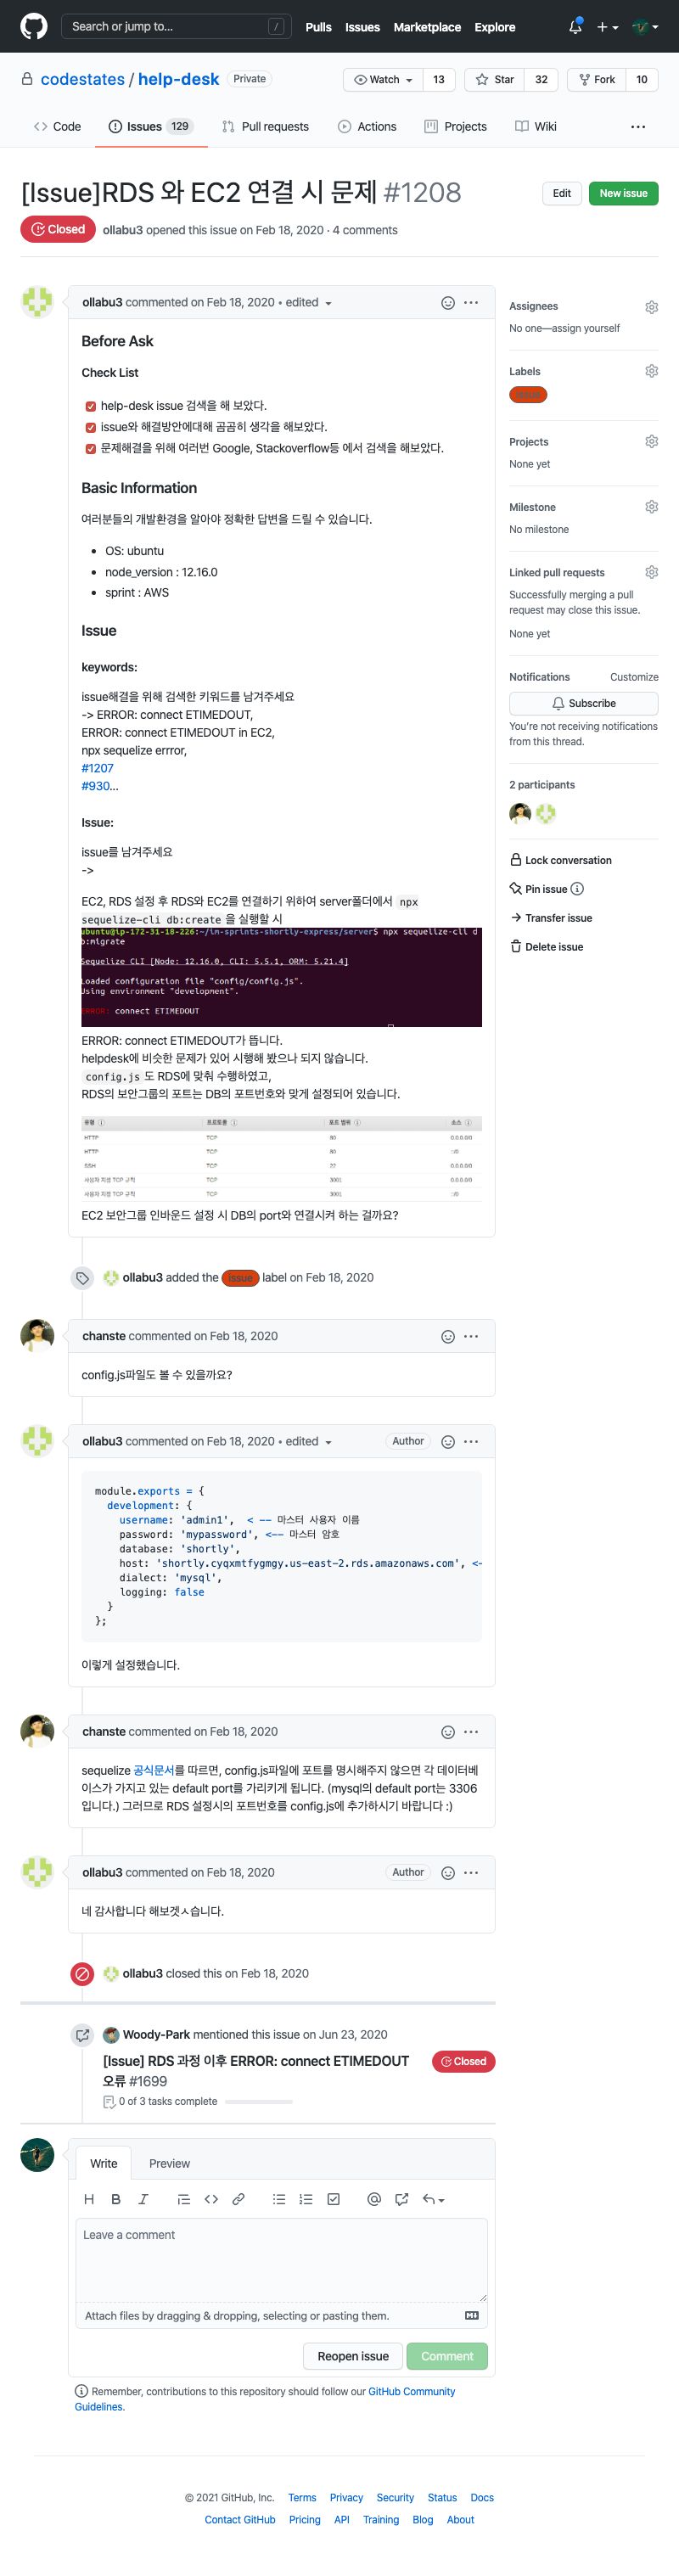 Search or jump to...
/
Pulls
Issues
Marketplace
Explore
codestates / help-desk
Private
Watch
13
Star
32
Fork
10
Code
Issues 129
Pull requests
Actions
Projects
Wiki
[Issue]RDS 와 EC2 연결 시 문제 #1208
Edit
New issue
Closed
ollabu3 opened this issue on Feb 18, 2020 · 4 comments
ollabu3 commented on Feb 18, 2020 • edited
Before Ask
Check List
help-desk issue 검색을 해 보았다.
issue와 해결방안에대해 곰곰히 생각을 해보았다.
문제해결을 위해 여러번 Google, Stackoverflow등 에서 검색을 해보았다.
Basic Information
여러분들의 개발환경을 알아야 정확한 답변을 드릴 수 있습니다.
• OS: ubuntu
• node_version : 12.16.0
• sprint : AWS
Issue
keywords:
issue해결을 위해 검색한 키워드를 남겨주세요
-> ERROR: connect ETIMEDOUT,
ERROR: connect ETIMEDOUT in EC2,
npx sequelize errror,
#1207
#930...
Issue:
issue를 남겨주세요
->
EC2, RDS 설정 후 RDS와 EC2를 연결하기 위하여 server폴더에서 npx
sequelize-cli db:create 을 실행할 시
ubuntu@ip-172-31-18-226:~/im-sprints-shortly-express/server$ npx sequelize-cli d
b:migrate
Sequelize CLI [Node: 12.16.0, CLI: 5.5.1, ORM: 5.21.4]
Loaded configuration file "config/config.js".
Using environment "development".
ERROR: connect ETIMEDOUT
ERROR: connect ETIMEDOUT가 뜹니다.
helpdesk에 비슷한 문제가 있어 시행해 봤으나 되지 않습니다.
config.js 도 RDS에 맞춰 수행하였고,
RDS의 보안그룹의 포트는 DB의 포트번호와 맞게 설정되어 있습니다.
유형
프로토콜
포트 범위
소스
HTTP
TCP
80
0.0.0.0/0
HTTP
TCP
80
::/0
SSH
TCP
22
0.0.0.0/0
사용자 지정 TCP 규칙
TCP
3001
0.0.0.0/0
사용자 지정 TCP 규칙
TCP
3001
::/0
EC2 보안그룹 인바운드 설정 시 DB의 port와 연결시켜 하는 걸까요?
ollabu3 added the issue label on Feb 18, 2020
chanste commented on Feb 18, 2020
config.js파일도 볼 수 있을까요?
ollabu3 commented on Feb 18, 2020 • edited
Author
module.exports = {
development: {
username: 'admin1', < -- 마스터 사용자 이름
password: 'mypassword', <-- 마스터 암호
database: 'shortly',
host: 'shortly.cyqxmtfygmgy.us-east-2.rds.amazonaws.com', <-
dialect: 'mysql',
logging: false
}
};
이렇게 설정했습니다.
chanste commented on Feb 18, 2020
sequelize 공식문서를 따르면, config.js파일에 포트를 명시해주지 않으면 각 데이터베
이스가 가지고 있는 default port를 가리키게 됩니다. (mysql의 default port는 3306
입니다.) 그러므로 RDS 설정시의 포트번호를 config.js에 추가하시기 바랍니다 :)
ollabu3 commented on Feb 18, 2020
Author
네 감사합니다 해보겟ㅅ습니다.
ollabu3 closed this on Feb 18, 2020
Woody-Park mentioned this issue on Jun 23, 2020
[Issue] RDS 과정 이후 ERROR: connect ETIMEDOUT
오류 #1699
Closed
0 of 3 tasks complete
Write
Preview
Leave a comment
Attach files by dragging & dropping, selecting or pasting them.
Reopen issue
Comment
Remember, contributions to this repository should follow our GitHub Community
Guidelines.
Assignees
No one—assign yourself
Labels
issue
Projects
None yet
Milestone
No milestone
Linked pull requests
Successfully merging a pull
request may close this issue.
None yet
Notifications
Customize
Subscribe
You're not receiving notifications
from this thread.
2 participants
Lock conversation
Pin issue
Transfer issue
Delete issue
© 2021 GitHub, Inc.
Terms
Privacy
Security
Status
Docs
Contact GitHub
Pricing
API
Training
Blog
About